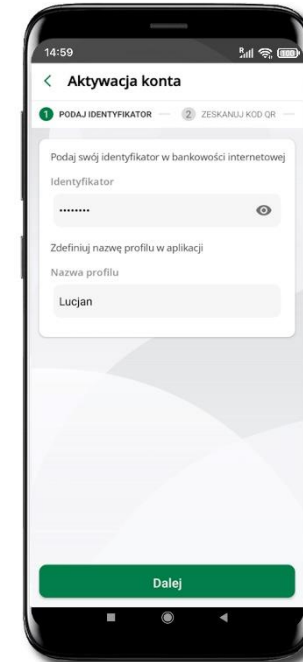 14:59
Aktywacja konta
1 PODAJ IDENTYFIKATOR 2 ZESKANUJ KOD QR
Podaj swój identyfikator w bankowości internetowej
Identyfikator
••••••••
Zdefiniuj nazwę profilu w aplikacji
Nazwa profilu
Lucjan
Dalej